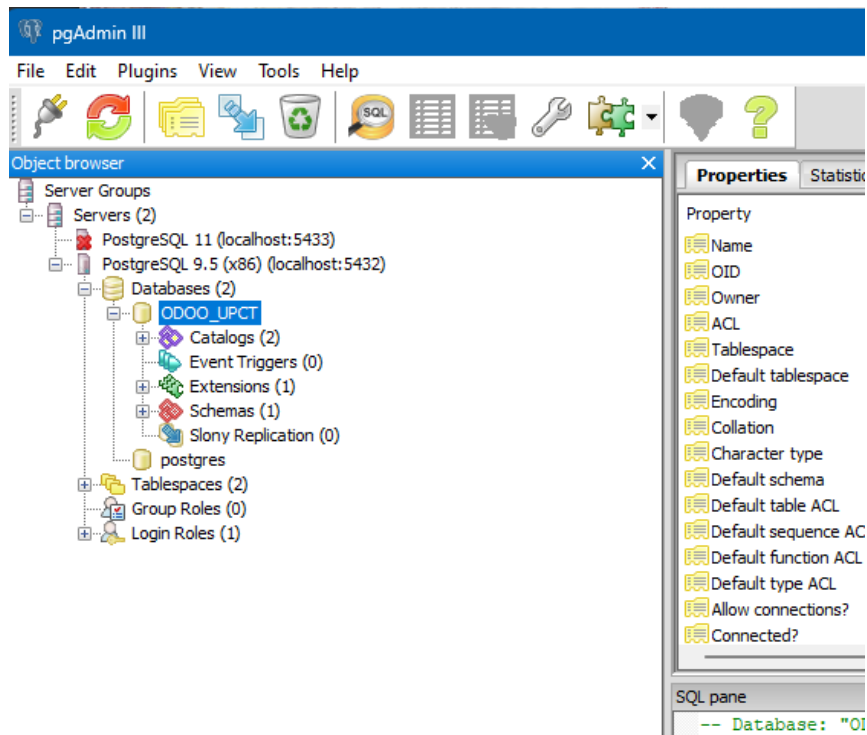 pgAdmin III
File Edit Plugins View Tools Help
SQL
Object browser
Server Groups
Servers (2)
PostgreSQL 11 (localhost:5433)
PostgreSQL 9.5 (x86) (localhost:5432)
Databases (2)
ODOO_UPCT
Catalogs (2)
Event Triggers (0)
Extensions (1)
Schemas (1)
Slony Replication (0)
postgres
Tablespaces (2)
Group Roles (0)
Login Roles (1)
Properties Statistic
Property
Name
OID
Owner
ACL
Tablespace
Default tablespace
Encoding
Collation
Character type
Default schema
Default table ACL
Default sequence AC
Default function ACL
Default type ACL
Allow connections?
Connected?
SQL pane
-- Database: "OD